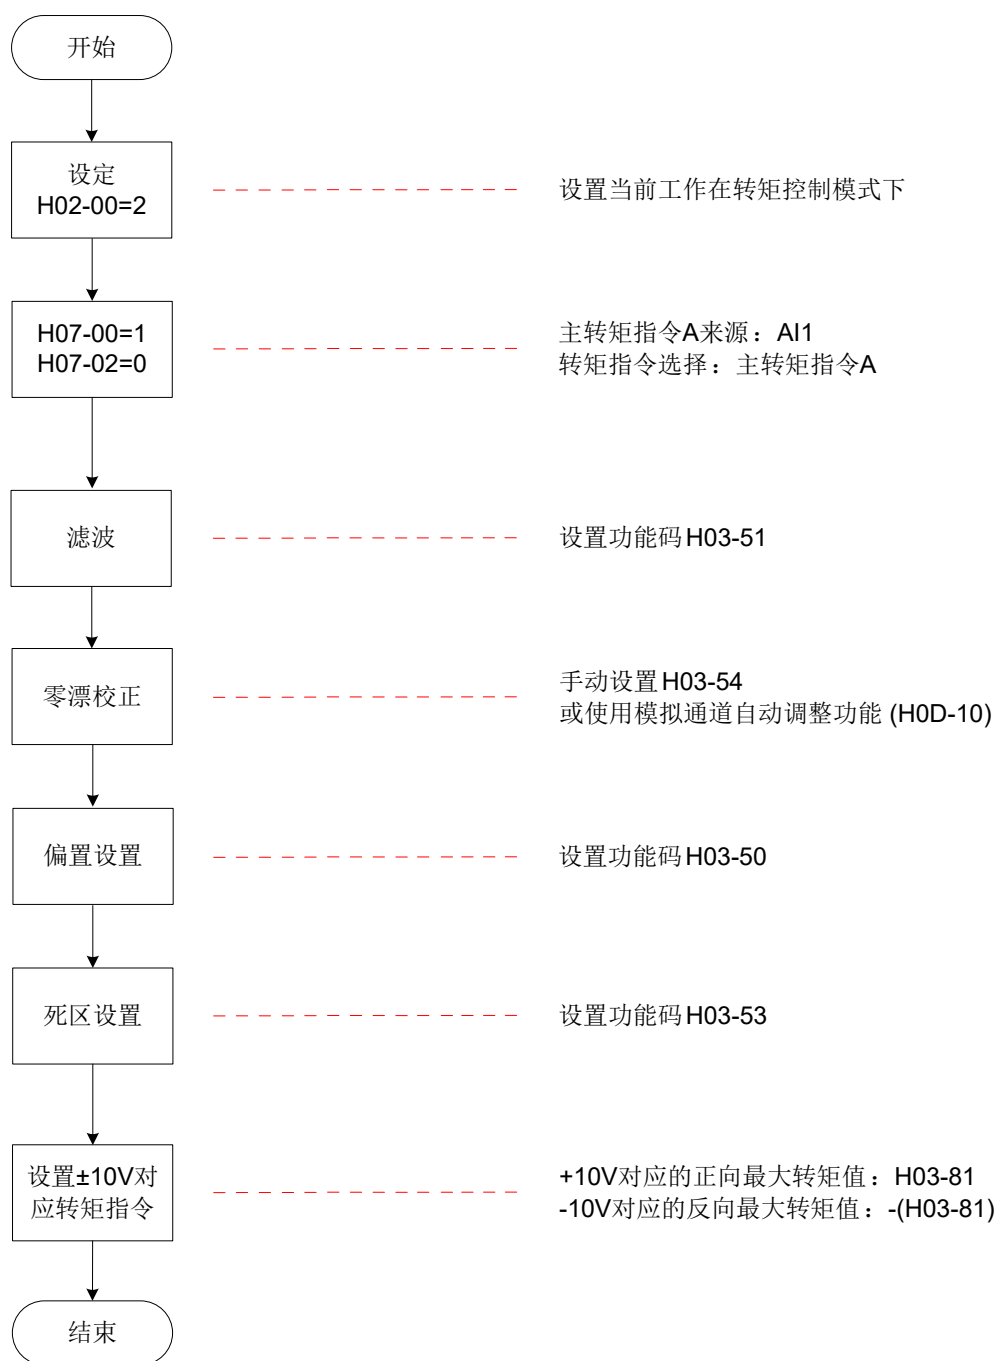 开始
设定
H02-00=2
设置当前工作在转矩控制模式下
H07-00=1
H07-02=0
主转矩指令A来源：AI1
转矩指令选择：主转矩指令A
滤波
设置功能码H03-51
零漂校正
手动设置H03-54
或使用模拟通道自动调整功能 (H0D-10)
偏置设置
设置功能码H03-50
死区设置
设置功能码H03-53
设置±10V对
应转矩指令
+10V对应的正向最大转矩值：H03-81
-10V对应的反向最大转矩值：-(H03-81)
结束